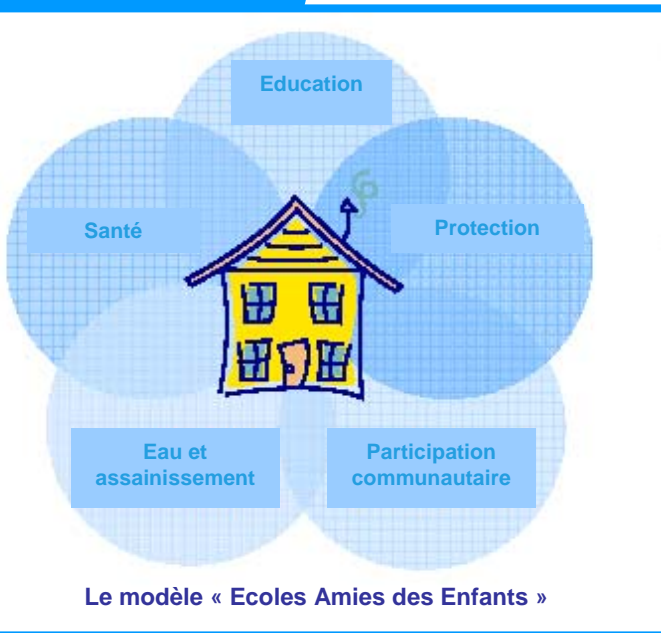 Education
Santé
Protection
Eau et
assainissement
Participation
communautaire
Le modèle « Ecoles Amies des Enfants »